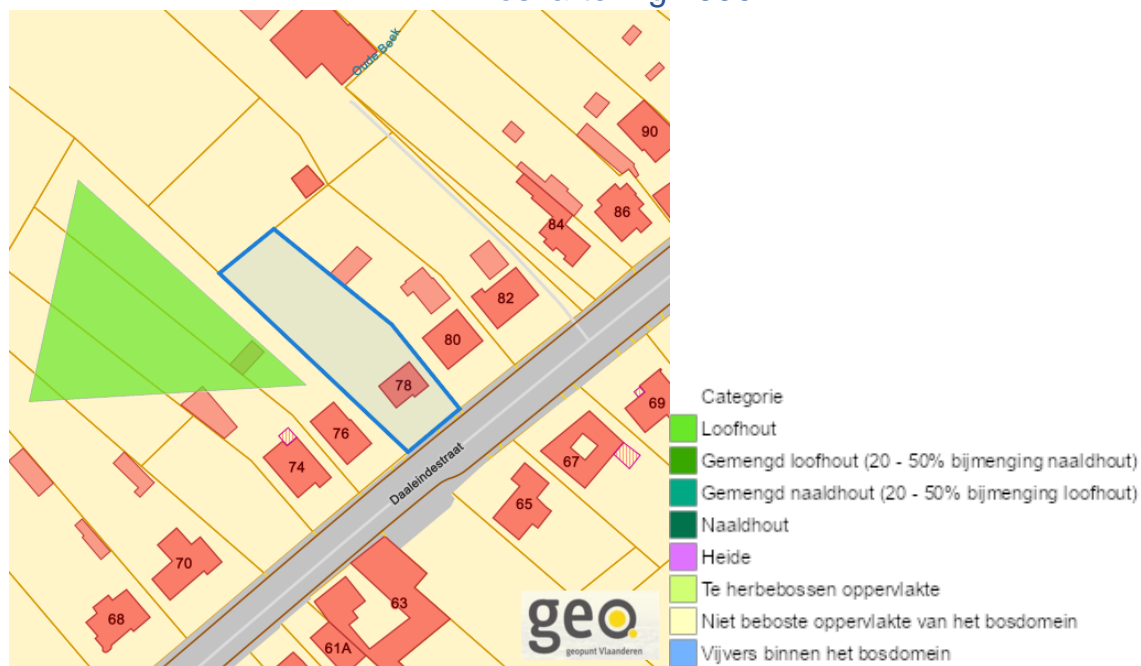 Oude Beek
90
86
84
82
80
78
76
74
70
68
69
67
65
63
61A
Daaleindestraat
geo.
geopunt Vlaanderen
Categorie
Loofhout
Gemengd loofhout (20 - 50% bijmenging naaldhout)
Gemengd naaldhout (20 - 50% bijmenging loofhout)
Naaldhout
Heide
Te herbebossen oppervlakte
Niet beboste oppervlakte van het bosdomein
Vijvers binnen het bosdomein